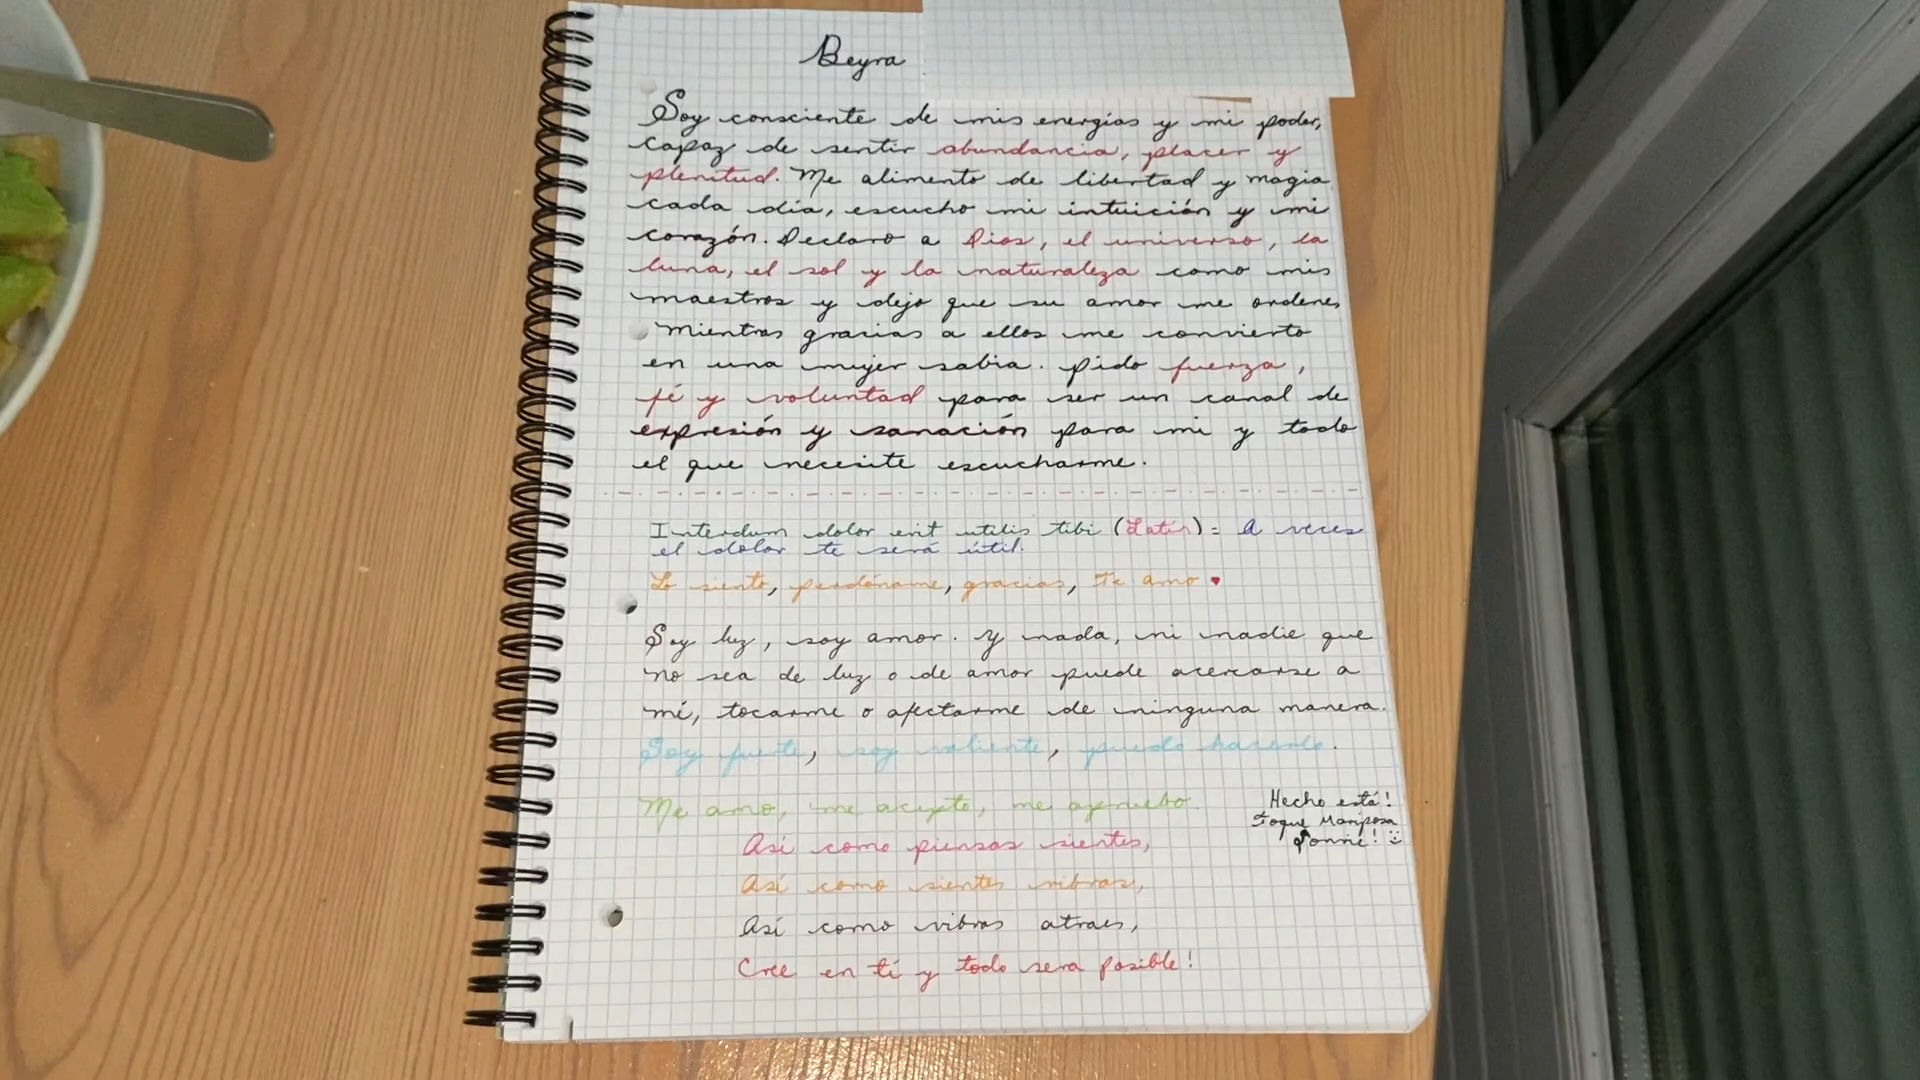 Beyra
Soy consciente de mis energías y mi poder,
capaz de sentir abundancia, placer y
plenitud. Me alimento de libertad y magia
cada día, escucho mi intuición y mi
corazón. Declaro a Dios, el universo, la
luna, el sol y la naturaleza como mis
maestros y dejo que su amor me ordene,
Mientras gracias a ellos me convierto
en una mujer sabia. Pido fuerza,
fé y voluntad para ser un canal de
expresión y sanación para mi y todo
el que necesite escucharme.
Interdum dolor erit utilis tibi (Latín) = A veces
el dolor te será útil.
Lo siento, perdóname, gracias, te amo ♥
Soy luz, soy amor. Y nada, ni nadie que
no sea de luz o de amor puede acercarse a
mí, tocarme o afectarme de ninguna manera.
Soy fuerte, soy valiente, puedo hacerlo.
Me amo, me acepto, me apruebo.
Hecho está!
Toque Mariposa
Sonríe! :)
Así como piensas sientes,
Así como sientes vibras,
Así como vibras atraes,
Cree en tí y todo sera posible!